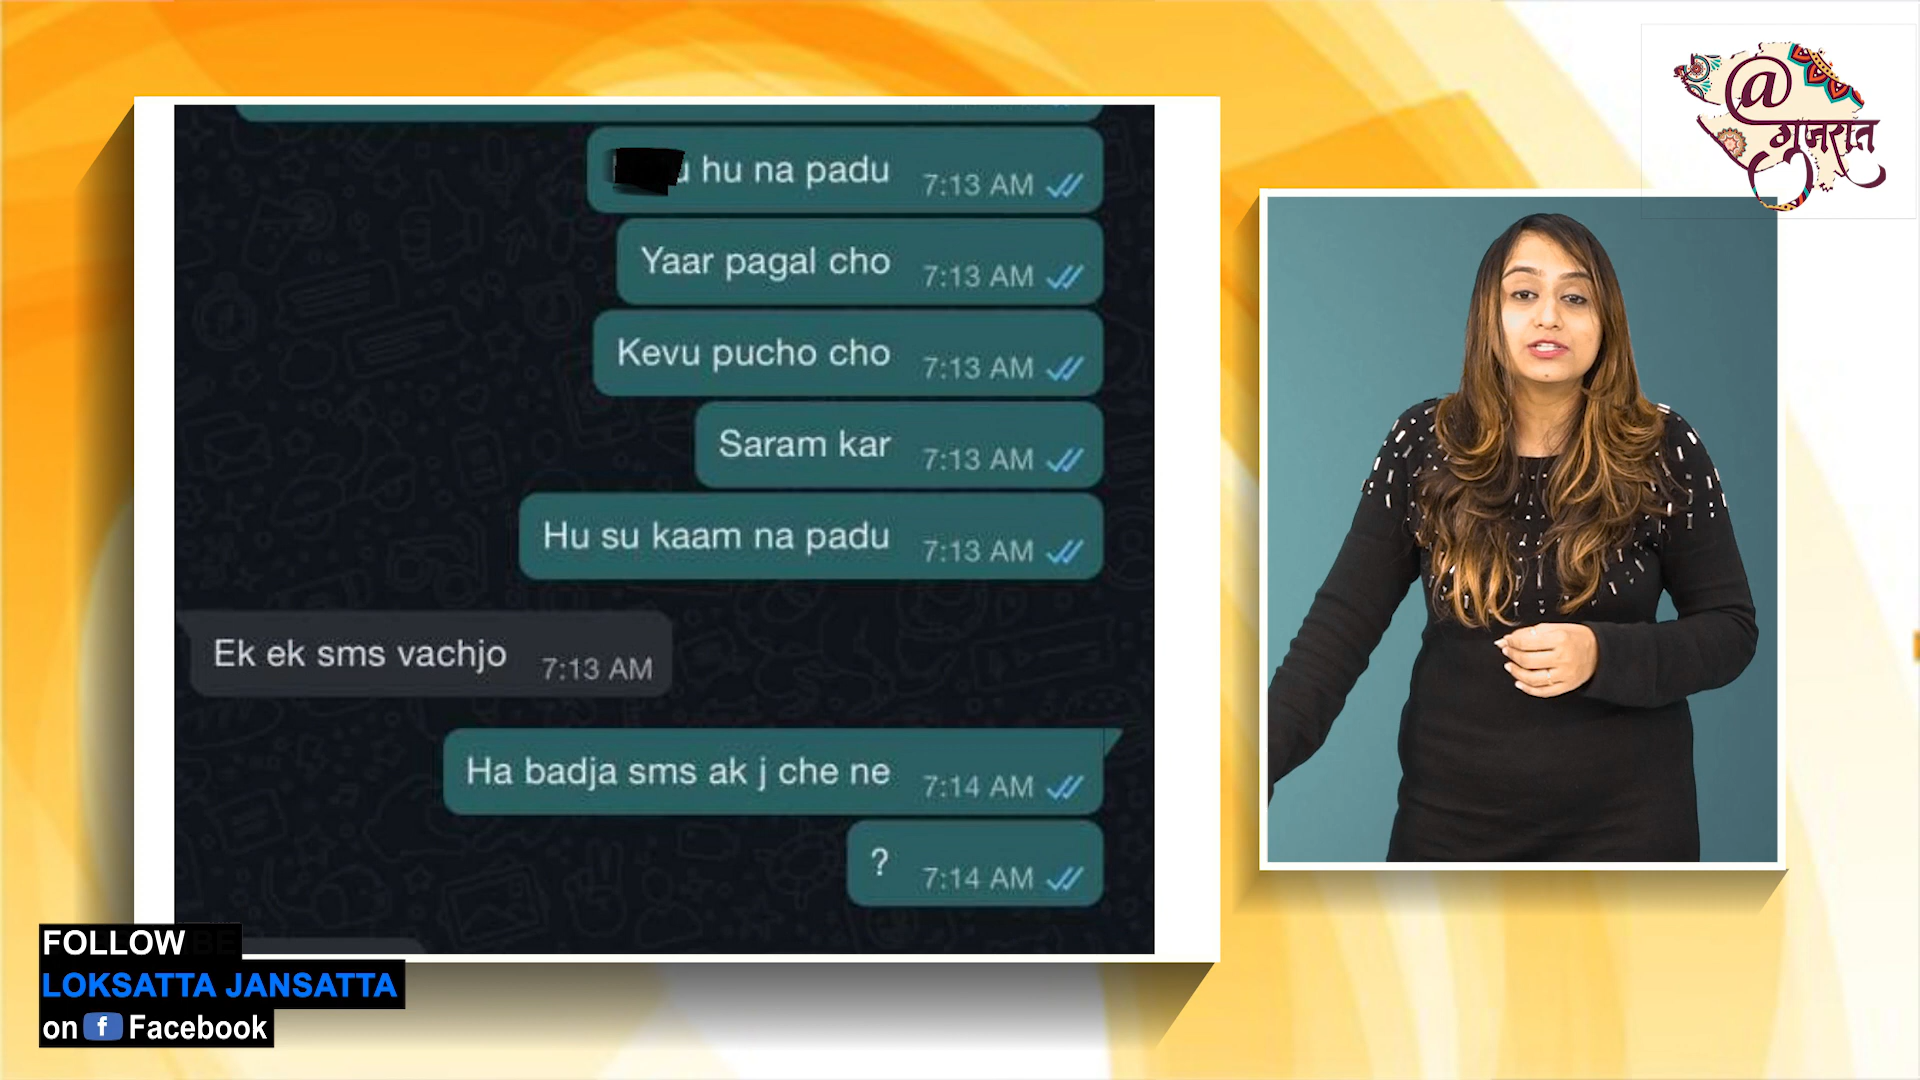 hu na padu 7:13 AM
Yaar pagal cho 7:13 AM
Kevu pucho cho 7:13 AM
Saram kar 7:13 AM
Hu su kaam na padu 7:13 AM
Ek ek sms vachjo 7:13 AM
Ha badja sms ak j che ne 7:14 AM
? 7:14 AM
@
गुजरात
FOLLOW
LOKSATTA JANSATTA
on f Facebook